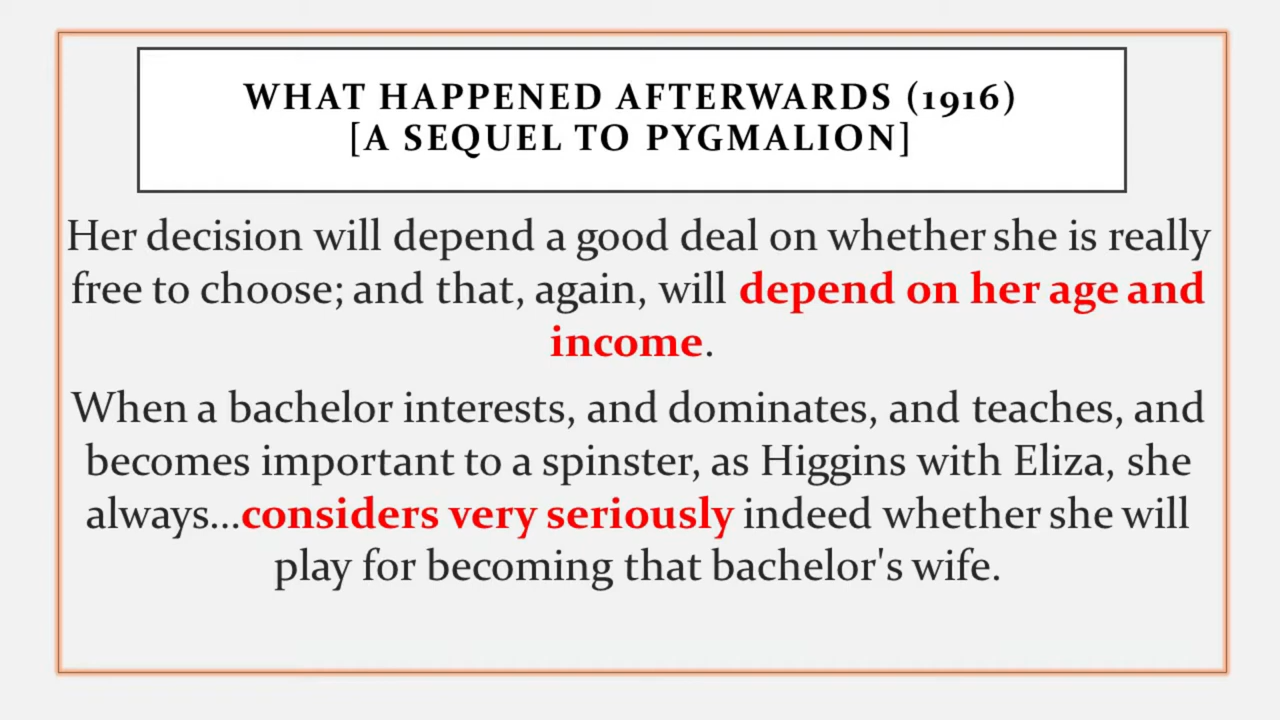 WHAT HAPPENED AFTERWARDS (1916)
[A SEQUEL TO PYGMALION]
Her decision will depend a good deal on whether she is really
free to choose; and that, again, will depend on her age and
income.
When a bachelor interests, and dominates, and teaches, and
becomes important to a spinster, as Higgins with Eliza, she
always...considers very seriously indeed whether she will
play for becoming that bachelor's wife.